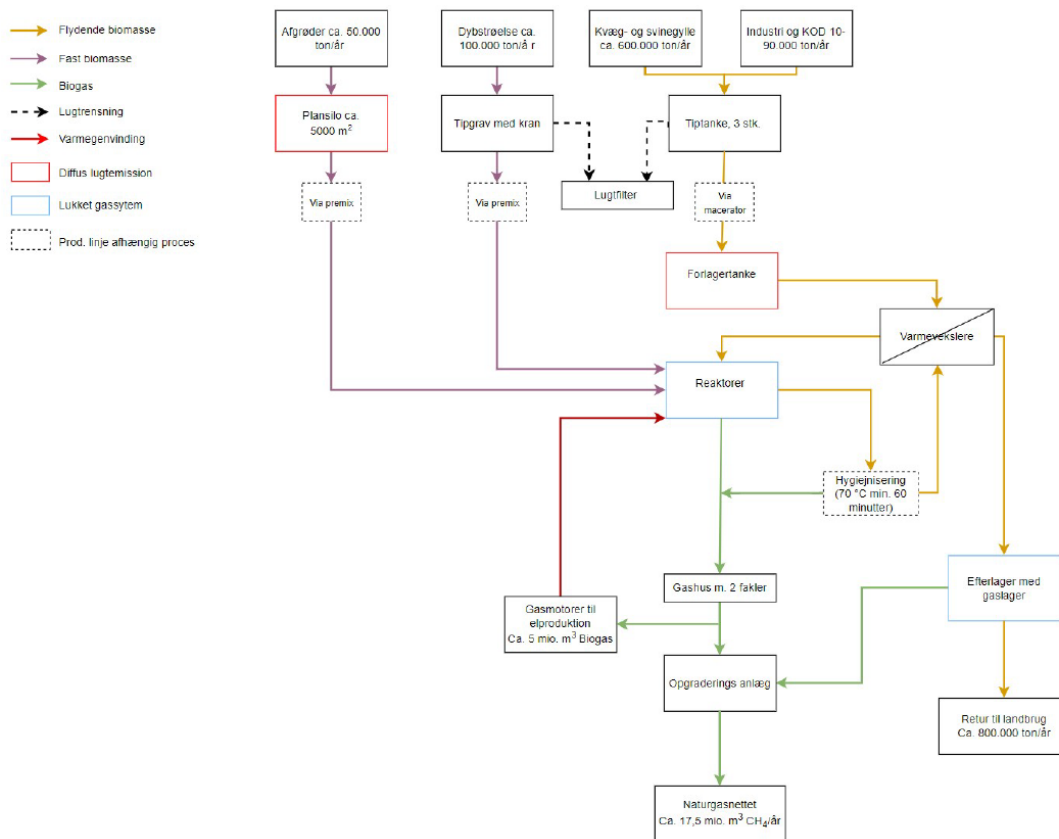 Flydende biomasse
Fast biomasse
Biogas
Lugtrensning
Varmegenvinding
Diffus lugtemission
Lukket gassytem
Prod. linje afhængig proces
Afgrøder ca. 50.000
ton/år
Dybstrøelse ca.
100.000 ton/å r
Kvæg- og svinegylle
ca. 600.000 ton/år
Industri og KOD 10-
90.000 ton/år
Plansilo ca.
5000 m²
Tipgrav med kran
Tiptanke, 3 stk.
Via premix
Via premix
Lugtfilter
Via
macerator
Forlagertanke
Varmevekslere
Reaktorer
Hygiejnisering
(70 °C min. 60
minutter)
Gashus m. 2 fakler
Efterlager med
gaslager
Gasmotorer til
elproduktion
Ca. 5 mio. m³ Biogas
Opgraderings anlæg
Retur til landbrug
Ca. 800.000 ton/år
Naturgasnettet
Ca. 17,5 mio. m³ CH₄/år